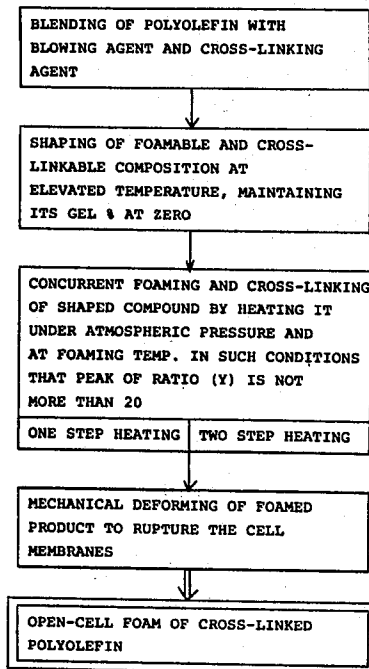 BLENDING OF POLYOLEFIN WITH
BLOWING AGENT AND CROSS-LINKING
AGENT
SHAPING OF FOAMABLE AND CROSS-
LINKABLE COMPOSITION AT
ELEVATED TEMPERATURE, MAINTAINING
ITS GEL % AT ZERO
CONCURRENT FOAMING AND CROSS-LINKING
OF SHAPED COMPOUND BY HEATING IT
UNDER ATMOSPHERIC PRESSURE AND
AT FOAMING TEMP. IN SUCH CONDITIONS
THAT PEAK OF RATIO (Y) IS NOT
MORE THAN 20
ONE STEP HEATING TWO STEP HEATING
MECHANICAL DEFORMING OF FOAMED
PRODUCT TO RUPTURE THE CELL
MEMBRANES
OPEN-CELL FOAM OF CROSS-LINKED
POLYOLEFIN